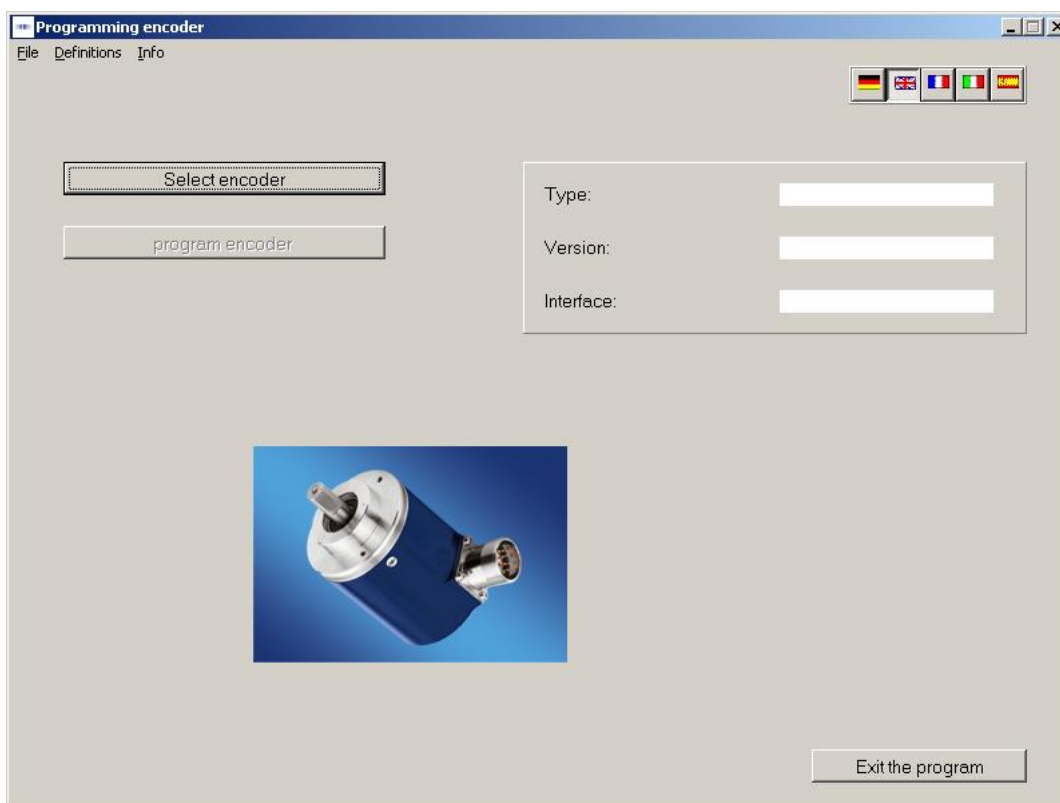 Programming encoder
File Definitions Info
Select encoder
program encoder
Type:
Version:
Interface:
Exit the program